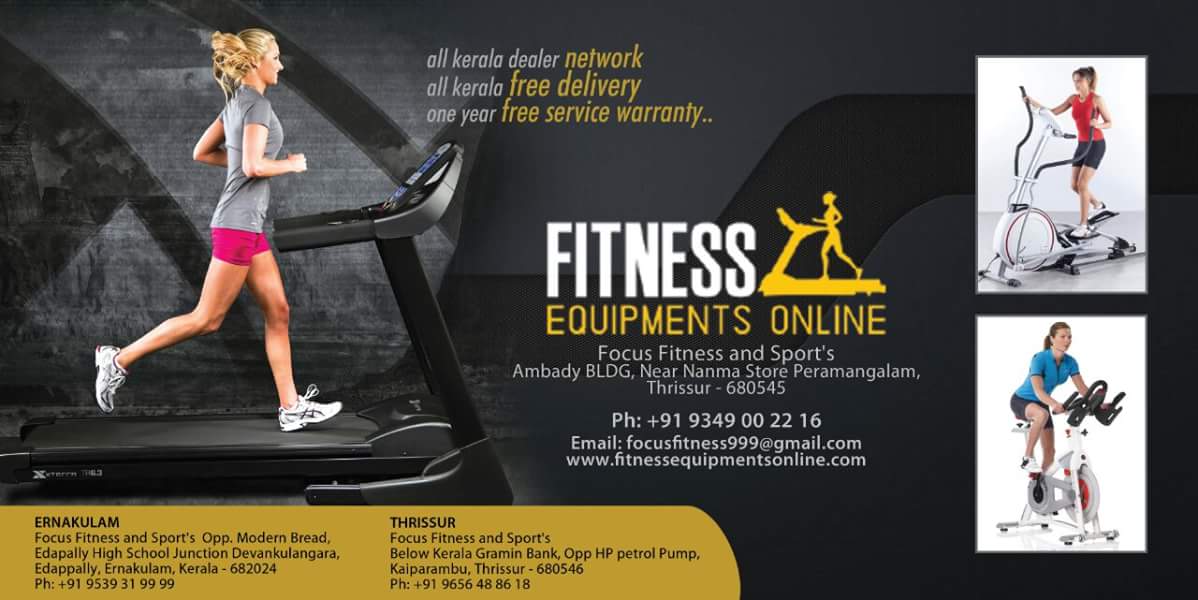 all kerala dealer network
all kerala free delivery
one year free service warranty..
FITNESS
EQUIPMENTS ONLINE
Focus Fitness and Sport's
Ambady BLDG, Near Nanma Store Peramangalam,
Thrissur - 680545
Ph: +91 9349 00 22 16
Email: focusfitness999@gmail.com
www.fitnessequipmentsonline.com
ERNAKULAM
Focus Fitness and Sport's Opp. Modern Bread,
Edapally High School Junction Devankulangara,
Edappally, Ernakulam, Kerala - 682024
Ph: +91 9539 31 99 99
THRISSUR
Focus Fitness and Sport's
Below Kerala Gramin Bank, Opp HP petrol Pump,
Kaiparambu, Thrissur - 680546
Ph: +91 9656 48 86 18